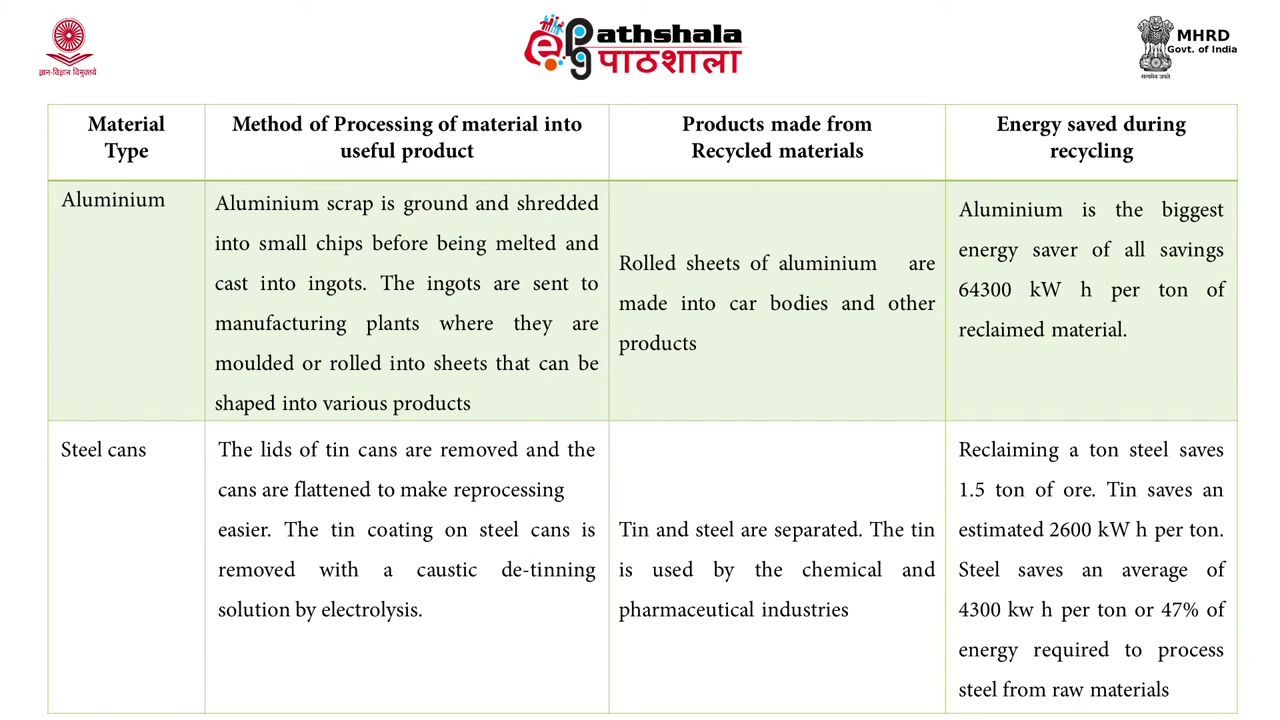 ज्ञान-विज्ञान विमुक्तये
ePG athshala
पाठशाला
MHRD
Govt. of India
सत्यमेव जयते
Material Type
Method of Processing of material into useful product
Products made from Recycled materials
Energy saved during recycling
Aluminium
Aluminium scrap is ground and shredded
into small chips before being melted and
cast into ingots. The ingots are sent to
manufacturing plants where they are
moulded or rolled into sheets that can be
shaped into various products
Rolled sheets of aluminium are
made into car bodies and other
products
Aluminium is the biggest
energy saver of all savings
64300 kW h per ton of
reclaimed material.
Steel cans
The lids of tin cans are removed and the
cans are flattened to make reprocessing
easier. The tin coating on steel cans is
removed with a caustic de-tinning
solution by electrolysis.
Tin and steel are separated. The tin
is used by the chemical and
pharmaceutical industries
Reclaiming a ton steel saves
1.5 ton of ore. Tin saves an
estimated 2600 kW h per ton.
Steel saves an average of
4300 kw h per ton or 47% of
energy required to process
steel from raw materials